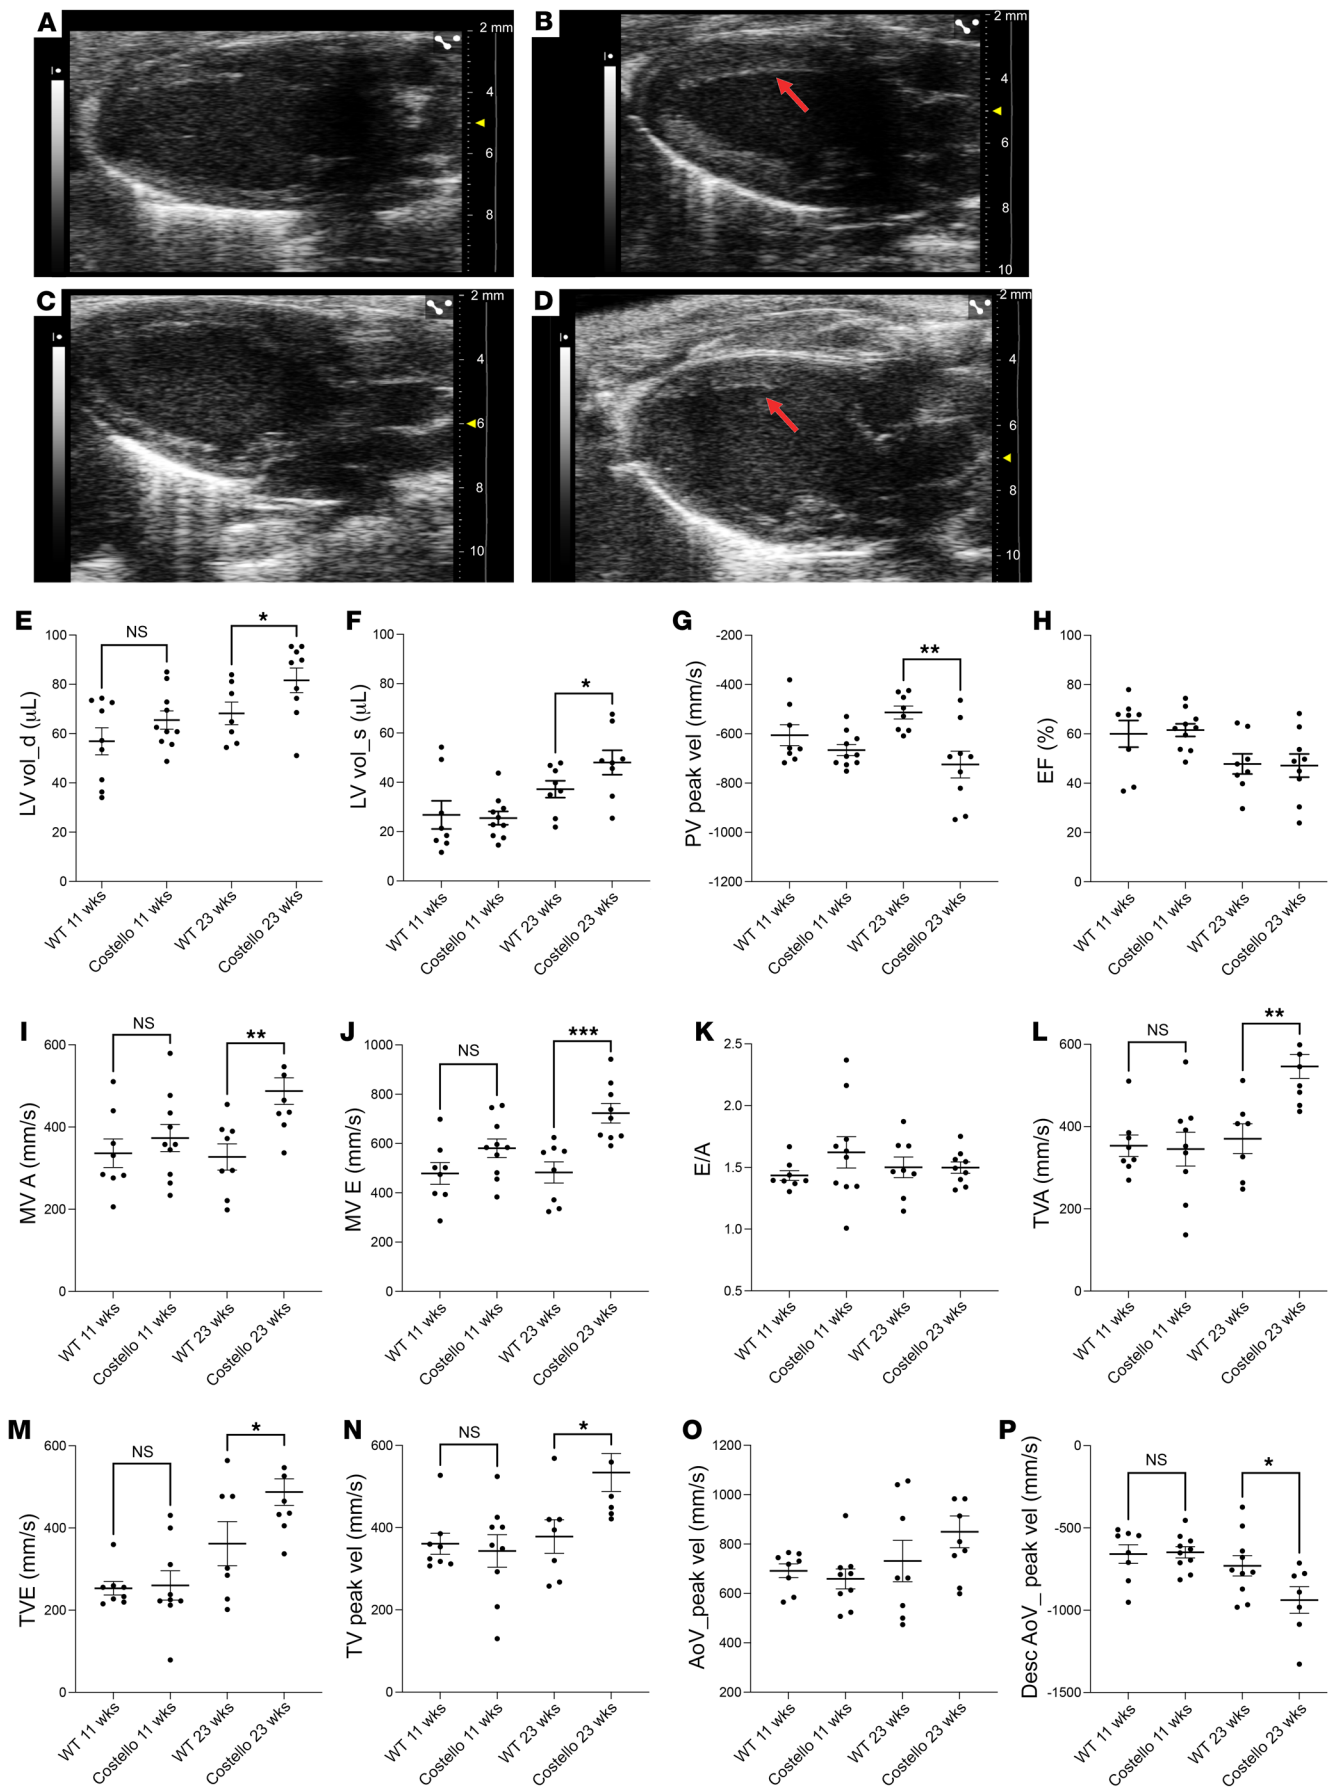 A
2 mm
4
6
8
B
2 mm
4
6
8
10
C
2 mm
4
6
8
10
D
2 mm
4
6
8
10
E
LV vol_d (µL)
100
80
60
40
20
0
NS
*
WT 11 wks
Costello 11 wks
WT 23 wks
Costello 23 wks
F
LV vol_s (µL)
100
80
60
40
20
0
*
WT 11 wks
Costello 11 wks
WT 23 wks
Costello 23 wks
G
PV peak vel (mm/s)
-200
-400
-600
-800
-1000
-1200
**
WT 11 wks
Costello 11 wks
WT 23 wks
Costello 23 wks
H
EF (%)
100
80
60
40
20
0
WT 11 wks
Costello 11 wks
WT 23 wks
Costello 23 wks
I
MV A (mm/s)
600
400
200
0
NS
**
WT 11 wks
Costello 11 wks
WT 23 wks
Costello 23 wks
J
MV E (mm/s)
1000
800
600
400
200
0
NS
***
WT 11 wks
Costello 11 wks
WT 23 wks
Costello 23 wks
K
E/A
2.5
2.0
1.5
1.0
0.5
WT 11 wks
Costello 11 wks
WT 23 wks
Costello 23 wks
L
TVA (mm/s)
600
400
200
0
NS
**
WT 11 wks
Costello 11 wks
WT 23 wks
Costello 23 wks
M
TVE (mm/s)
600
400
200
0
NS
*
WT 11 wks
Costello 11 wks
WT 23 wks
Costello 23 wks
N
TV peak vel (mm/s)
600
400
200
0
NS
*
WT 11 wks
Costello 11 wks
WT 23 wks
Costello 23 wks
O
AoV_peak vel (mm/s)
1200
1000
800
600
400
200
WT 11 wks
Costello 11 wks
WT 23 wks
Costello 23 wks
P
Desc AoV_ peak vel (mm/s)
0
-500
-1000
-1500
NS
*
WT 11 wks
Costello 11 wks
WT 23 wks
Costello 23 wks